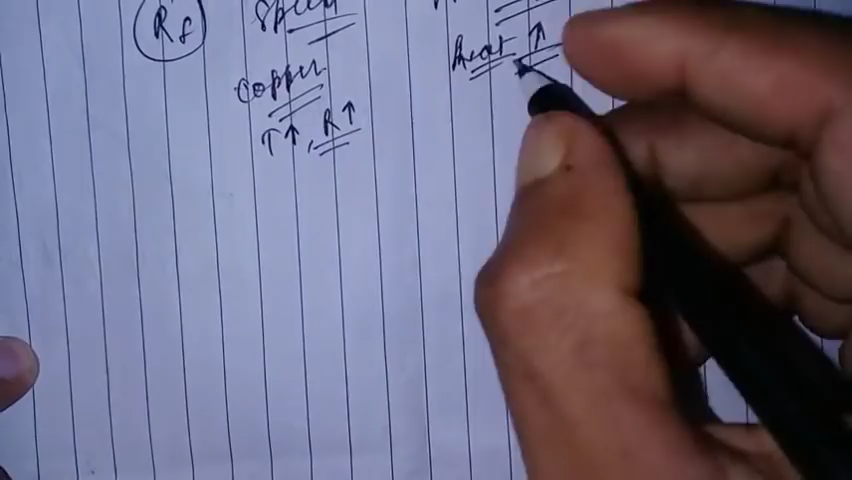 Rf
Speed
Heat ↑
Copper
T↑, R↑